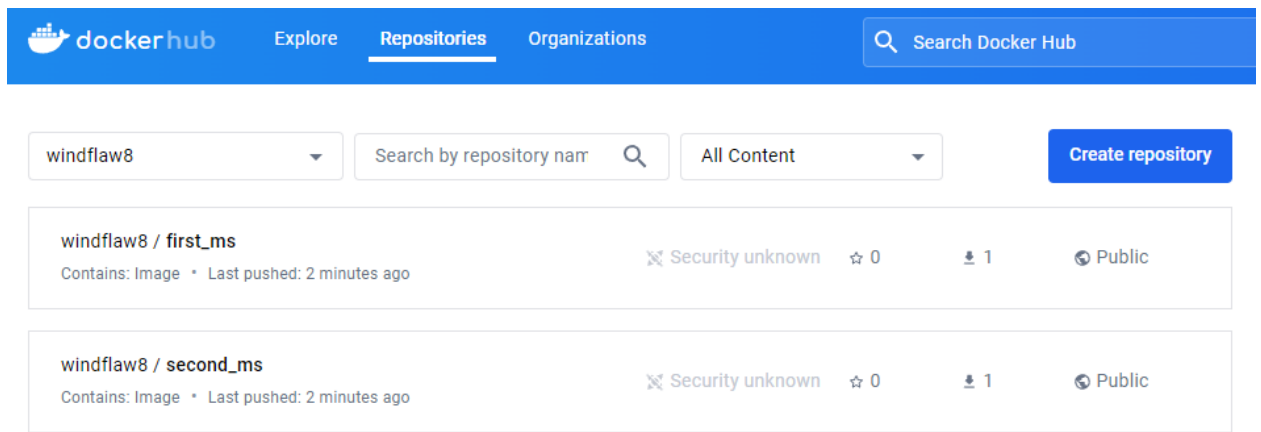 dockerhub Explore Repositories Organizations Search Docker Hub
windflaw8 Search by repository nam All Content Create repository
windflaw8 / first_ms
Security unknown 0 1 Public
Contains: Image • Last pushed: 2 minutes ago
windflaw8 / second_ms
Security unknown 0 1 Public
Contains: Image • Last pushed: 2 minutes ago